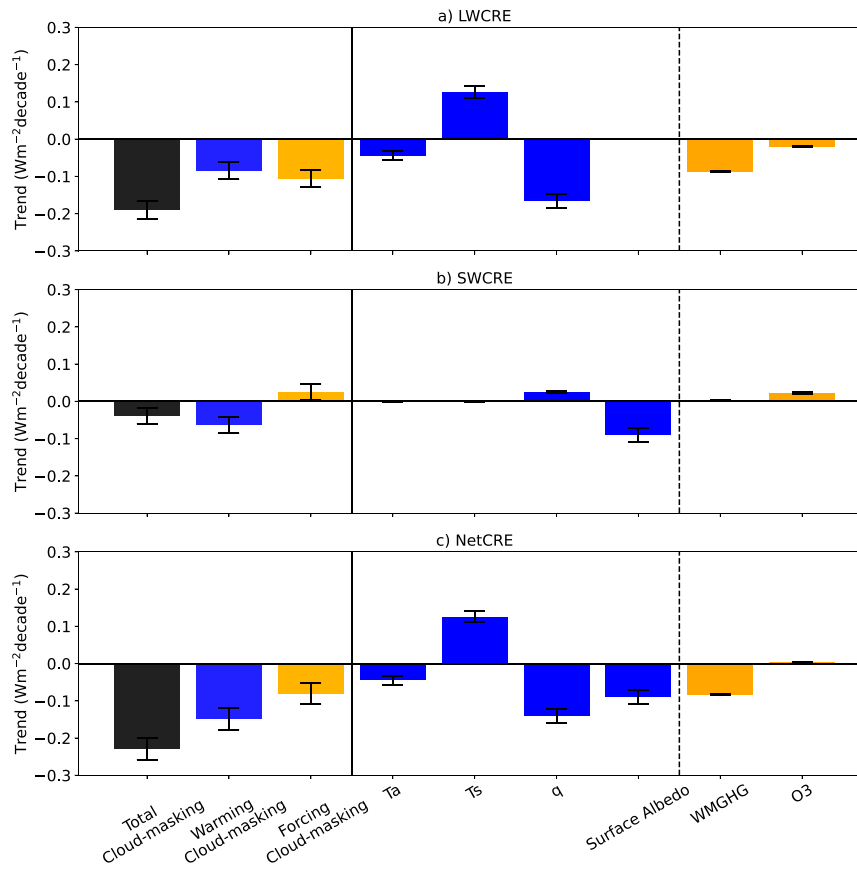 a) LWCRE
0.3
0.2
0.1
0.0
−0.1
−0.2
−0.3
Trend (Wm⁻²decade⁻¹)
b) SWCRE
0.3
0.2
0.1
0.0
−0.1
−0.2
−0.3
Trend (Wm⁻²decade⁻¹)
c) NetCRE
0.3
0.2
0.1
0.0
−0.1
−0.2
−0.3
Trend (Wm⁻²decade⁻¹)
Total
Cloud-masking
Warming
Cloud-masking
Forcing
Cloud-masking
Ta
Ts
q
Surface Albedo
WMGHG
O3